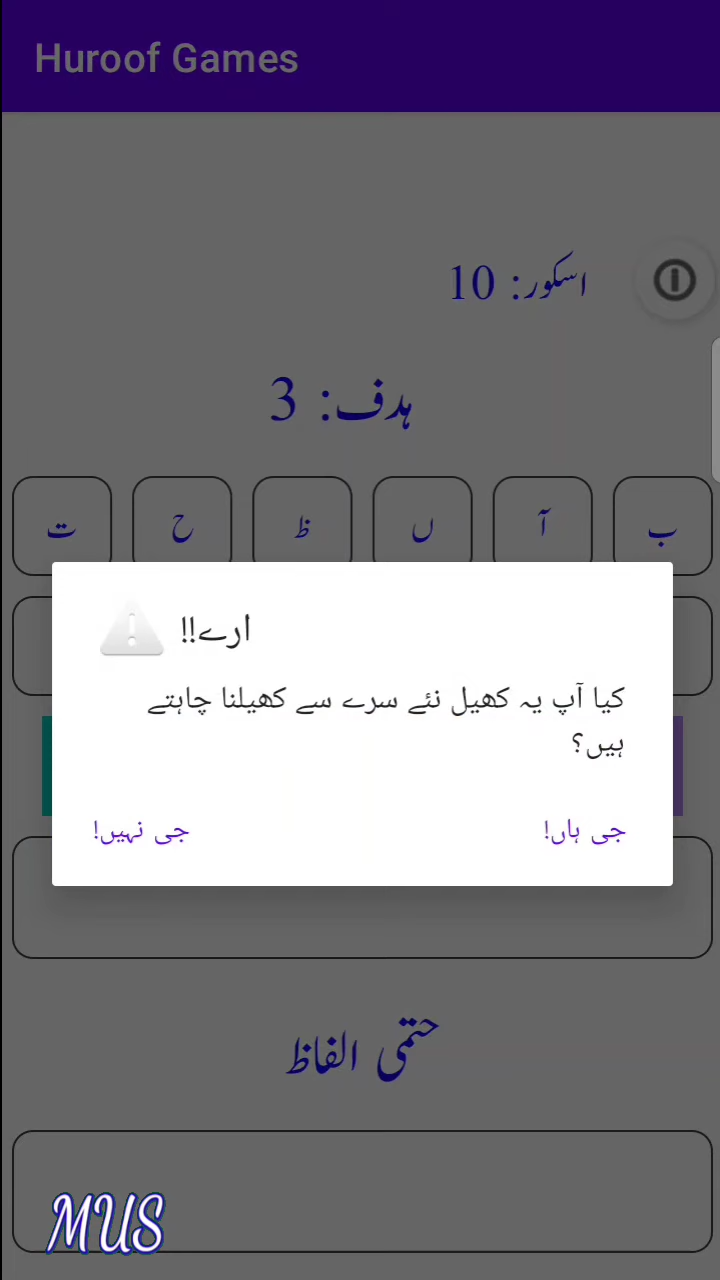 Huroof Games
اسکور: 10
ہدف: 3
ب آ ں ظ ح ت
ارے!!
کیا آپ یہ کھیل نئے سرے سے کھیلنا چاہتے
ہیں؟
جی ہاں! جی نہیں!
حتمی الفاظ
MUS